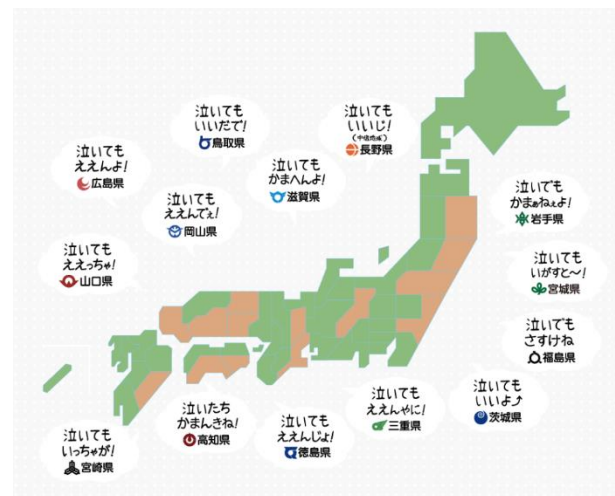 泣いても
いいだで!
鳥取県
泣いても
いいじ!
(中信地域)
長野県
泣いても
ええんよ!
広島県
泣いても
かまへんよ!
滋賀県
泣いても
ええんでぇ!
岡山県
泣いでも
かまぁねぇよ!
岩手県
泣いても
ええっちゃ!
山口県
泣いても
いがすと〜!
宮城県
泣いでも
さすけね
福島県
泣いても
いいよ⤴
茨城県
泣いても
ええんやに!
三重県
泣いたち
かまんきね!
高知県
泣いても
ええんじょ!
徳島県
泣いても
いっちゃが!
宮崎県